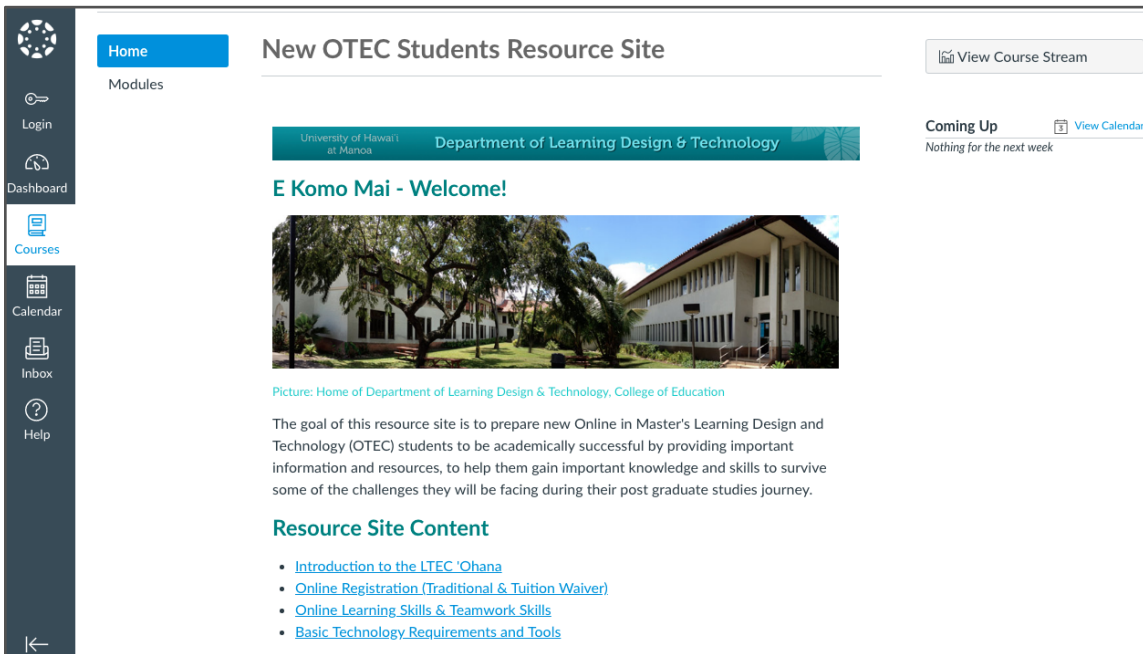 Login
Dashboard
Courses
Calendar
Inbox
Help
Home
Modules
New OTEC Students Resource Site
University of Hawai'i
at Manoa
Department of Learning Design & Technology
E Komo Mai - Welcome!
Picture: Home of Department of Learning Design & Technology, College of Education
The goal of this resource site is to prepare new Online in Master's Learning Design and
Technology (OTEC) students to be academically successful by providing important
information and resources, to help them gain important knowledge and skills to survive
some of the challenges they will be facing during their post graduate studies journey.
Resource Site Content
• Introduction to the LTEC 'Ohana
• Online Registration (Traditional & Tuition Waiver)
• Online Learning Skills & Teamwork Skills
• Basic Technology Requirements and Tools
View Course Stream
Coming Up
3 View Calendar
Nothing for the next week